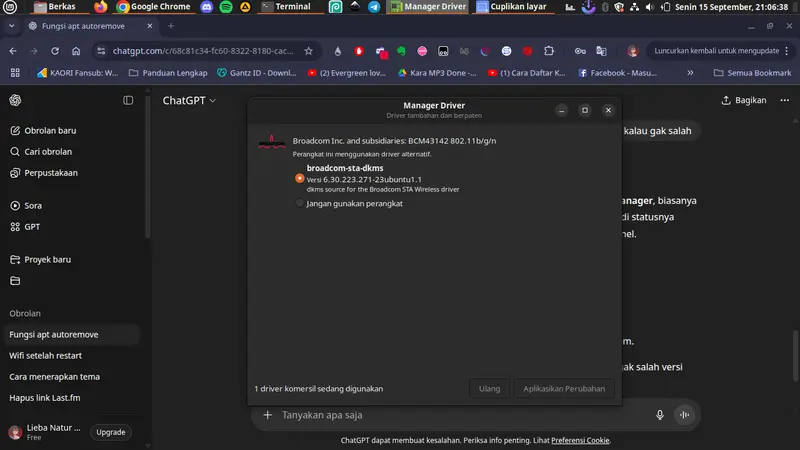 Berkas
Google Chrome
Terminal
Manager Driver
Cuplikan layar
Senin 15 September, 21:06:38
Fungsi apt autoremove
chatgpt.com/c/68c81c34-fc60-8322-8180-cac...
Luncurkan kembali untuk mengupdate
KAORI Fansub: W...
Panduan Lengkap
Gantz ID - Downl...
(2) Evergreen lov...
Kara MP3 Done -...
(1) Cara Daftar K...
Facebook - Masu...
»
Semua Bookmark
ChatGPT
Bagikan
Obrolan baru
Cari obrolan
Perpustakaan
Sora
GPT
Proyek baru
Obrolan
Fungsi apt autoremove
Wifi setelah restart
Cara menerapkan tema
Hapus link Last.fm
Lieba Natur ...
Free
Upgrade
Manager Driver
Driver tambahan dan berpaten
Broadcom Inc. and subsidiaries: BCM43142 802.11b/g/n
Perangkat ini menggunakan driver alternatif.
broadcom-sta-dkms
Versi 6.30.223.271-23ubuntu1.1
dkms source for the Broadcom STA Wireless driver
Jangan gunakan perangkat
1 driver komersil sedang digunakan
Ulang
Aplikasikan Perubahan
kalau gak salah
anager, biasanya
di statusnya
nel.
m.
gak salah versi
Tanyakan apa saja
ChatGPT dapat membuat kesalahan. Periksa info penting. Lihat Preferensi Cookie.